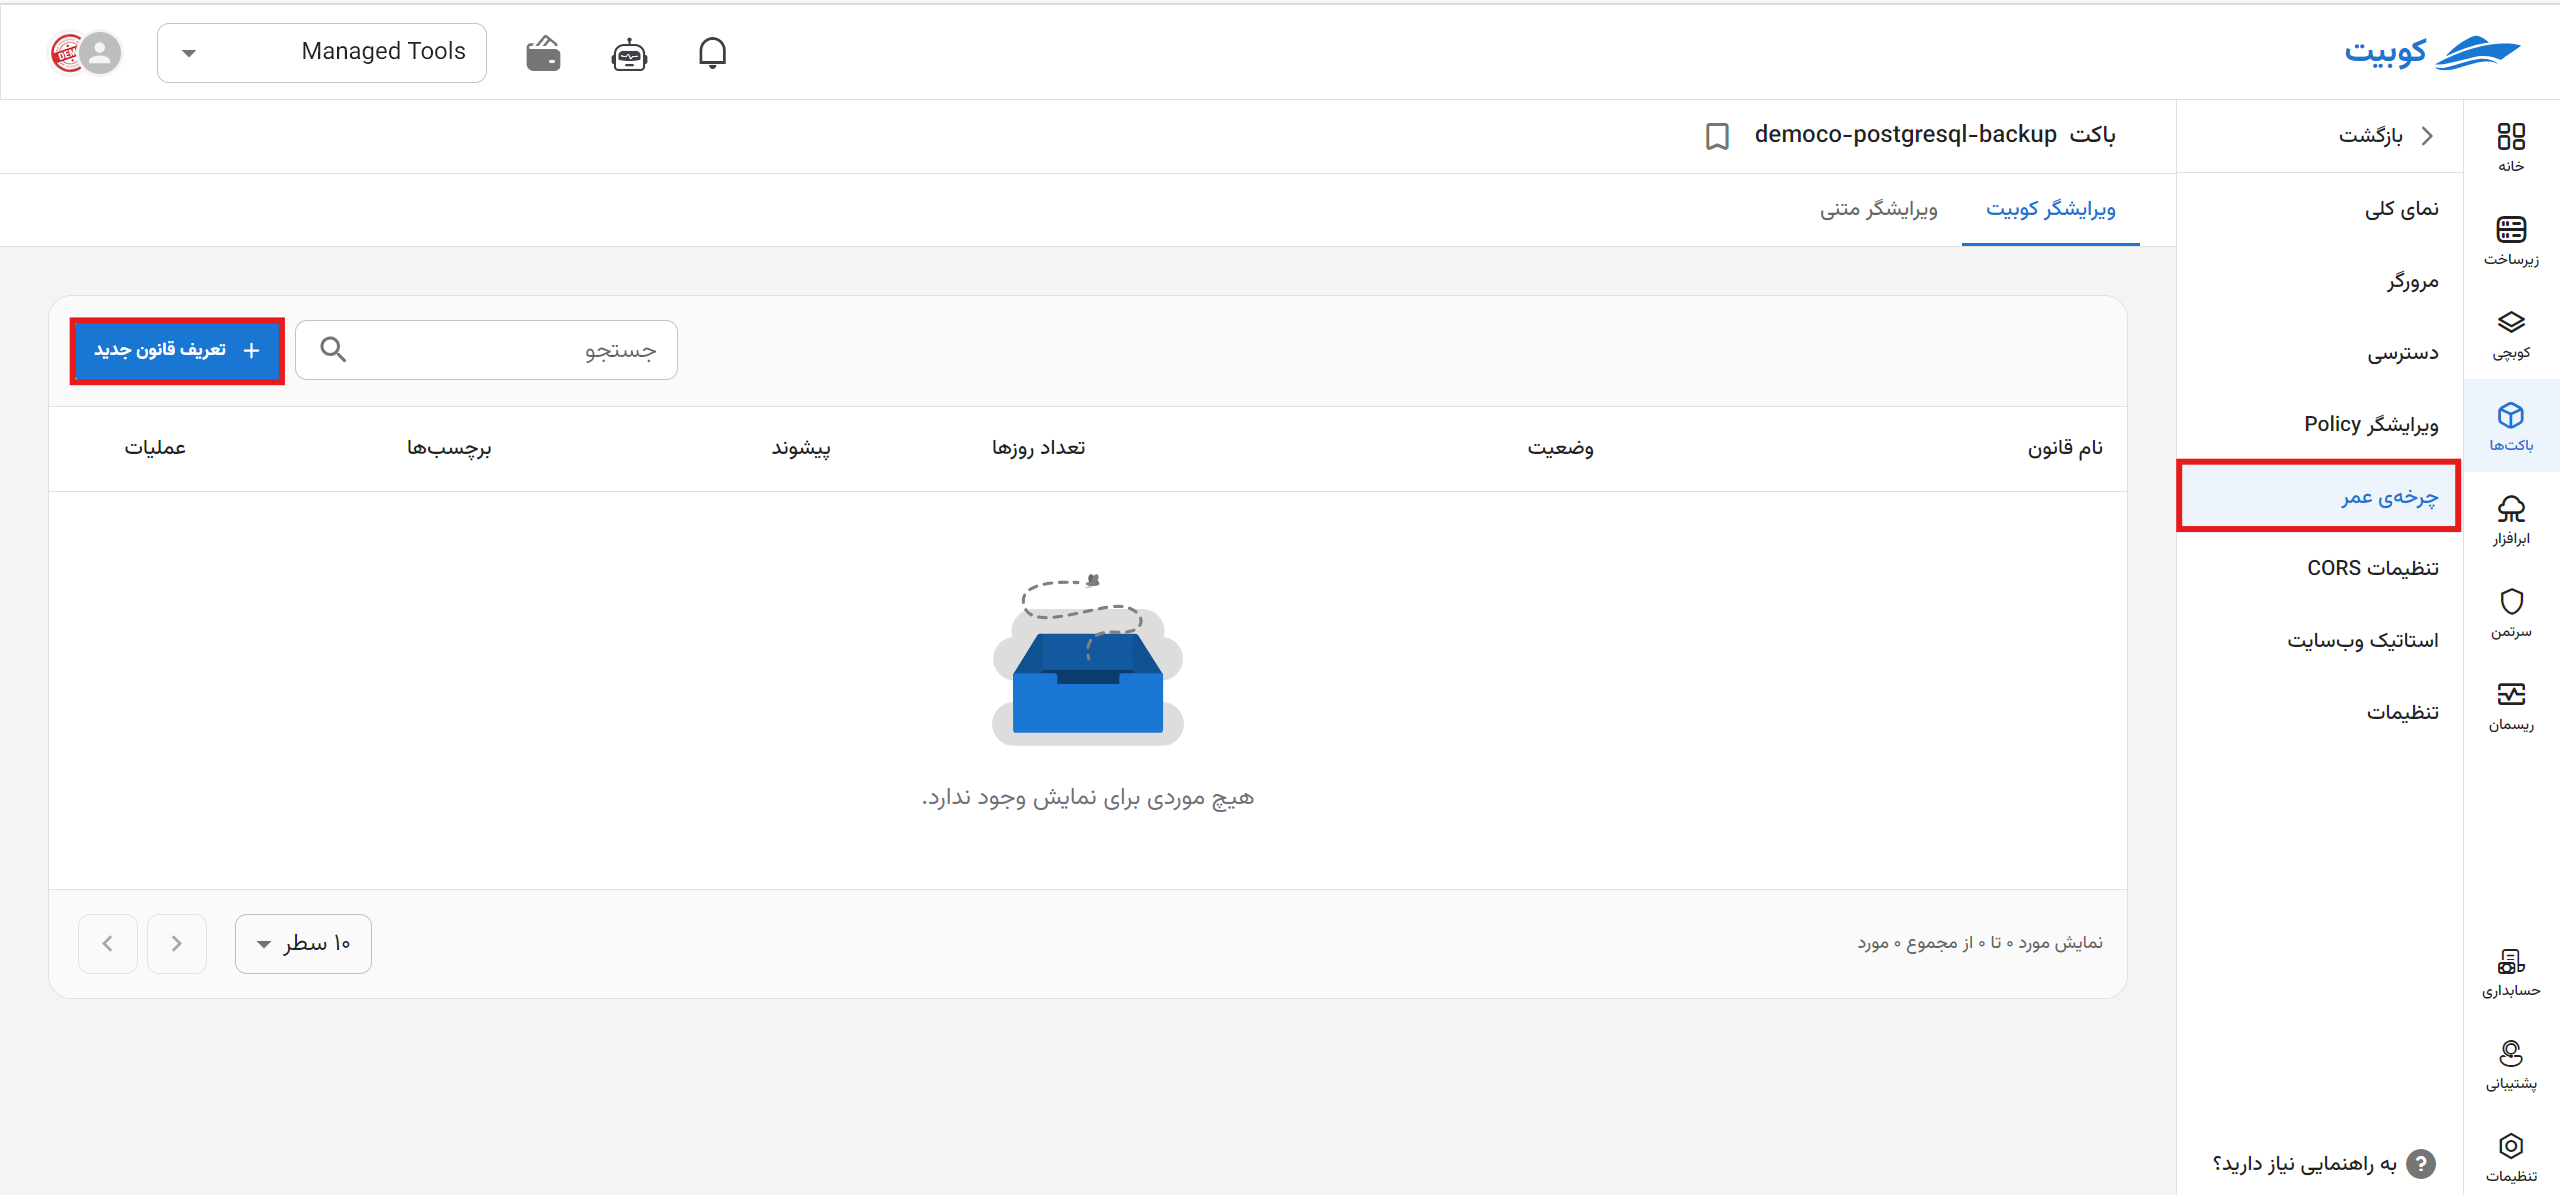 کوبیت
Managed Tools
خانه
زیرساخت
کوبچی
باکت‌ها
ابرافزار
سرتمن
ریسمان
حسابداری
پشتیبانی
تنظیمات
بازگشت
نمای کلی
مرورگر
دسترسی
ویرایشگر Policy
چرخه‌ی عمر
تنظیمات CORS
استاتیک وب‌سایت
تنظیمات
به راهنمایی نیاز دارید؟
باکت democo-postgresql-backup
ویرایشگر کوبیت
ویرایشگر متنی
جستجو
تعریف قانون جدید
نام قانون وضعیت تعداد روزها پیشوند برچسب‌ها عملیات
هیچ موردی برای نمایش وجود ندارد.
نمایش مورد ۰ تا ۰ از مجموع ۰ مورد
۱۰ سطر